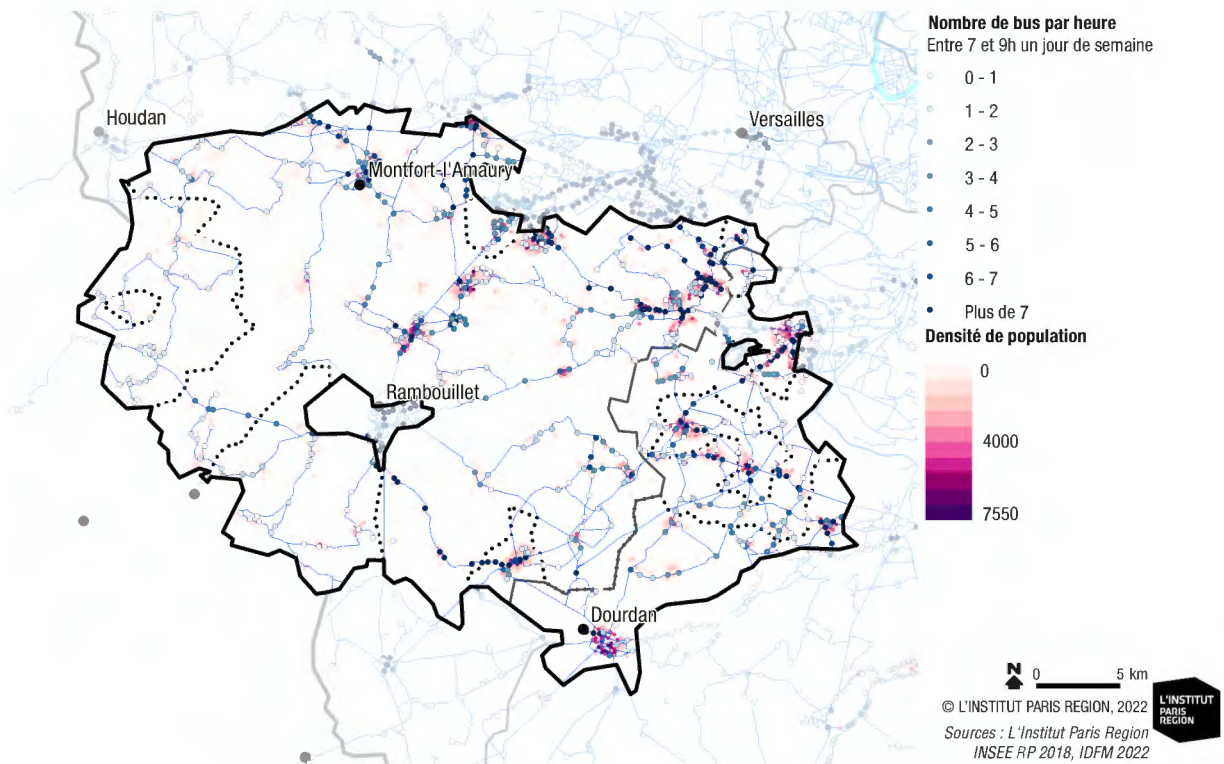 Houdan
Versailles
Montfort-l'Amaury
Rambouillet
Dourdan
Nombre de bus par heure
Entre 7 et 9h un jour de semaine
0 - 1
1 - 2
2 - 3
3 - 4
4 - 5
5 - 6
6 - 7
Plus de 7
Densité de population
0
4000
7550
N
0 5 km
© L'INSTITUT PARIS REGION, 2022
Sources : L'Institut Paris Region
INSEE RP 2018, IDFM 2022
L'INSTITUT
PARIS
REGION